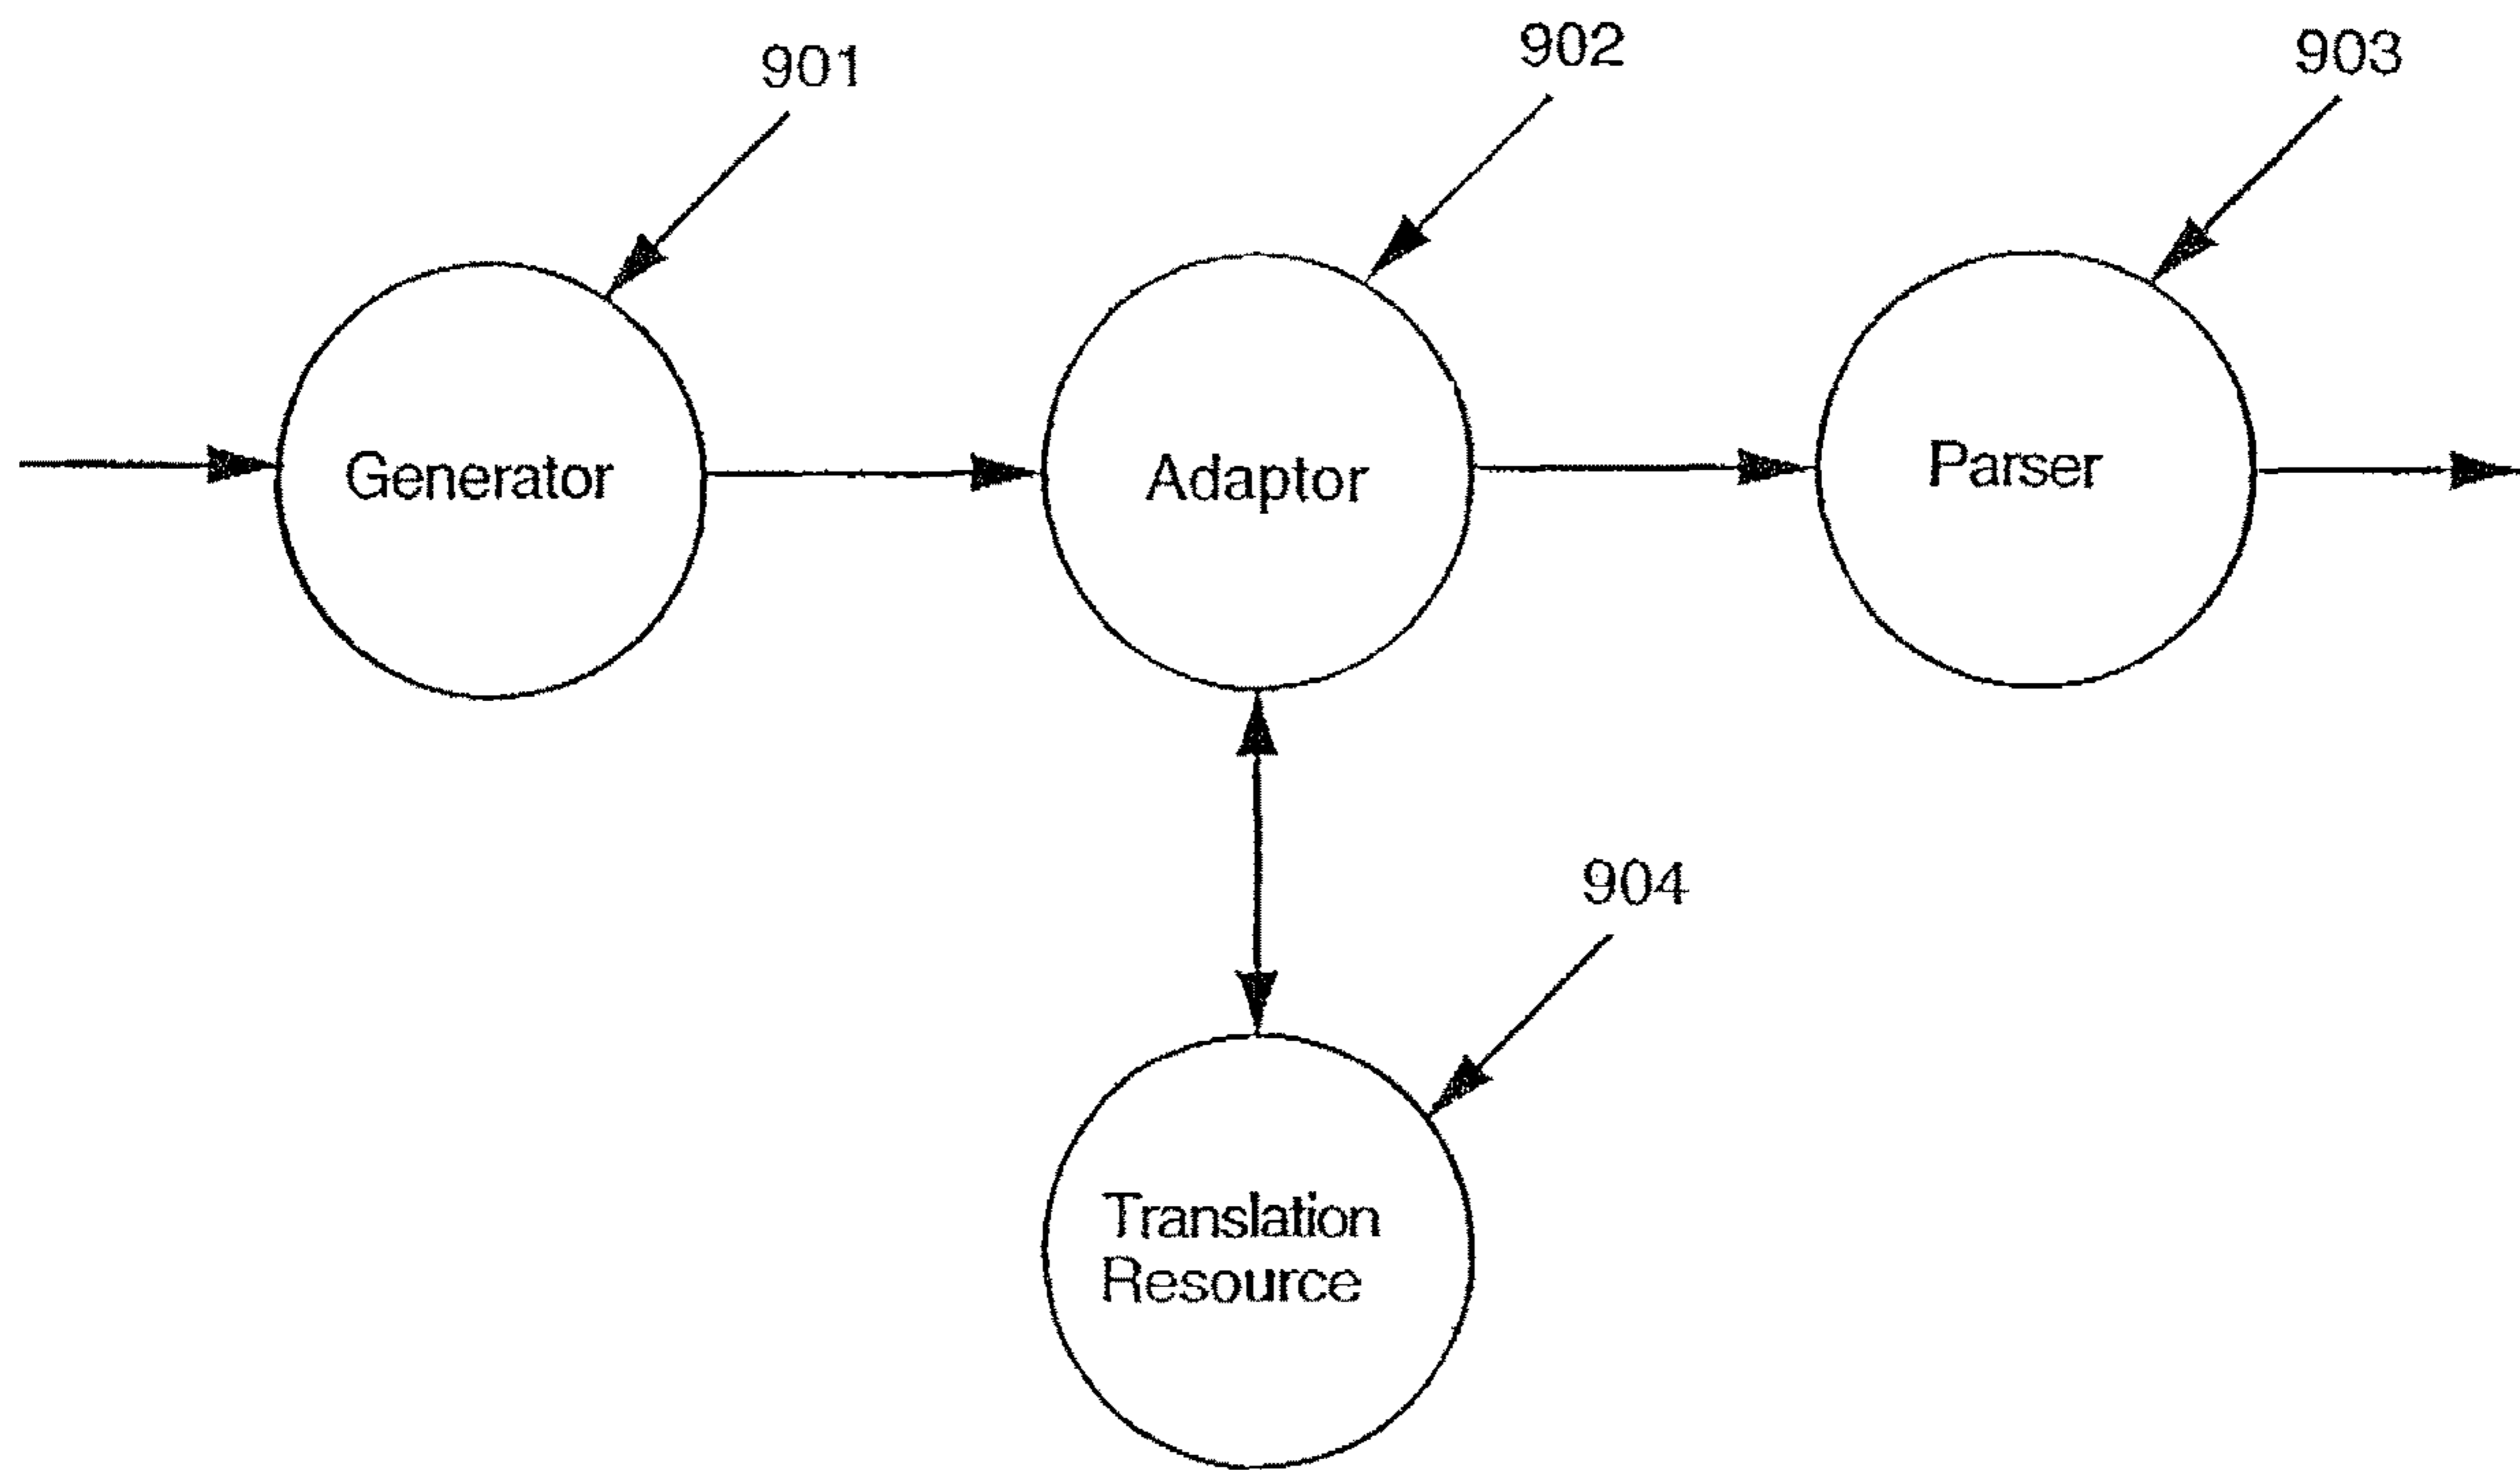 901
902
903
Generator
Adaptor
Parser
904
Translation
Resource